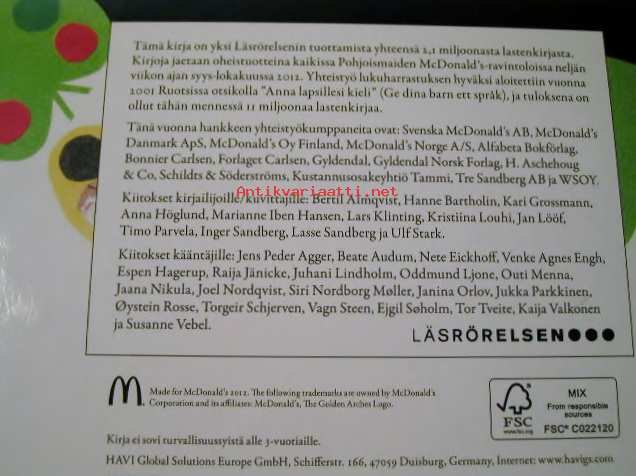 Tämä kirja on yksi Läsrörelsenin tuottamista yhteensä 2,1 miljoonasta lastenkirjasta.
Kirjoja jaetaan oheistuotteina kaikissa Pohjoismaiden McDonald's-ravintoloissa neljän
viikon ajan syys-lokakuussa 2012. Yhteistyö lukuharrastuksen hyväksi aloitettiin vuonna
2001 Ruotsissa otsikolla "Anna lapsillesi kieli" (Ge dina barn ett språk), ja tuloksena on
ollut tähän mennessä 11 miljoonaa lastenkirjaa.
Tänä vuonna hankkeen yhteistyökumppaneita ovat: Svenska McDonald's AB, McDonald's
Danmark ApS, McDonald's Oy Finland, McDonald's Norge A/S, Alfabeta Bokförlag,
Bonnier Carlsen, Forlaget Carlsen, Gyldendal, Gyldendal Norsk Forlag, H. Aschehoug
& Co, Schildts & Söderströms, Kustannusosakeyhtiö Tammi, Tre Sandberg AB ja WSOY.
Antikvariaatti.net
Kiitokset kirjailijoille/kuvittajille: Bertil Almqvist, Hanne Bartholin, Kari Grossmann,
Anna Höglund, Marianne Iben Hansen, Lars Klinting, Kristiina Louhi, Jan Lööf,
Timo Parvela, Inger Sandberg, Lasse Sandberg ja Ulf Stark.
Kiitokset kääntäjille: Jens Peder Agger, Beate Audum, Nete Eickhoff, Venke Agnes Engh,
Espen Hagerup, Raija Jänicke, Juhani Lindholm, Oddmund Ljone, Outi Menna,
Jaana Nikula, Joel Nordqvist, Siri Nordborg Møller, Janina Orlov, Jukka Parkkinen,
Øystein Rosse, Torgeir Schjerven, Vagn Steen, Ejgil Søholm, Tor Tveite, Kaija Valkonen
ja Susanne Vebel.
LÄSRÖRELSEN
Made for McDonald's 2012. The following trademarks are owned by McDonald's
Corporation and its affiliates: McDonald's, The Golden Arches Logo.
FSC
www.fsc.org
MIX
From responsible
sources
FSC® C022120
Kirja ei sovi turvallisuussyistä alle 3-vuotiaille.
HAVI Global Solutions Europe GmbH, Schifferstr. 166, 47059 Duisburg, Germany, Internet: www.havigs.com